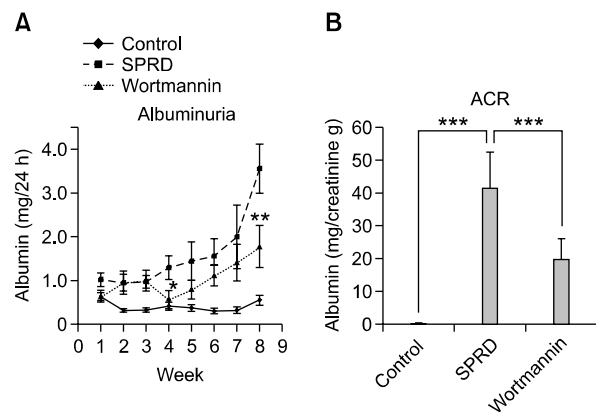 A
Control
SPRD
Wortmannin
Albuminuria
Albumin (mg/24 h)
4.0
3.0
2.0
1.0
0
*
**
0 1 2 3 4 5 6 7 8 9
Week
B
ACR
*** ***
Albumin (mg/creatinine g)
60
50
40
30
20
10
0
Control
SPRD
Wortmannin